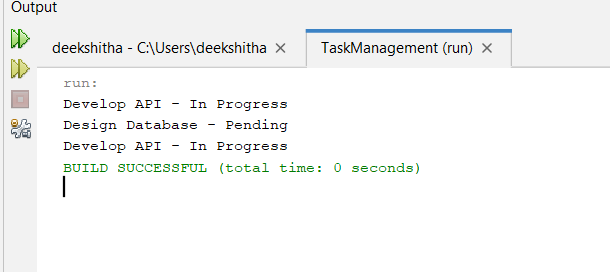 Output
deekshitha - C:\Users\deekshitha
TaskManagement (run)
run:
Develop API - In Progress
Design Database - Pending
Develop API - In Progress
BUILD SUCCESSFUL (total time: 0 seconds)